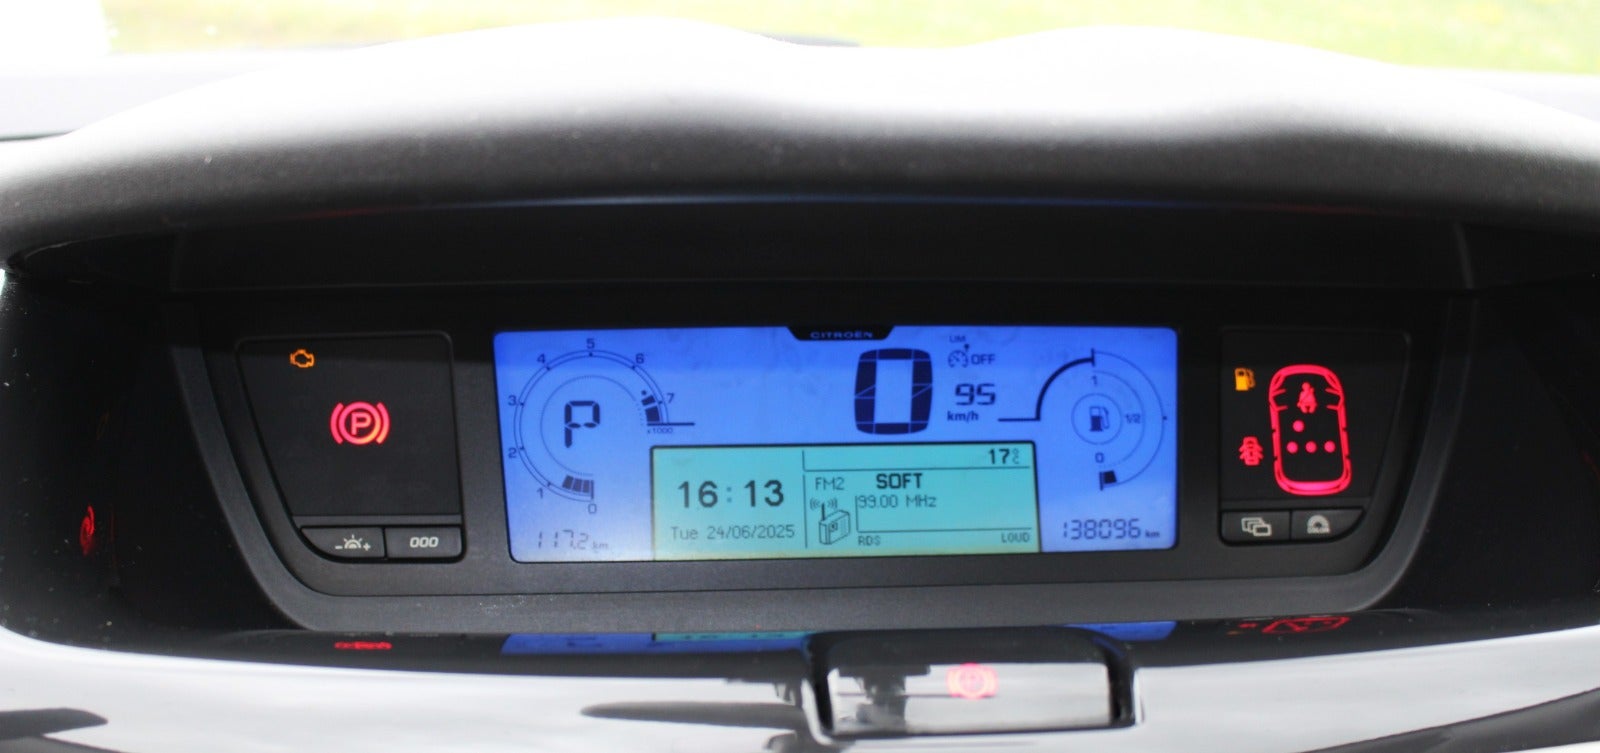 CITROËN
5
4
6
3
7
x1000
2
1
0
P
117.2 km
0
LIM
OFF
95
km/h
17°C
16:13
Tue 24/06/2025
FM2
SOFT
99.00 MHz
RDS
LOUD
1
1/2
0
138096 km
P
- +
000